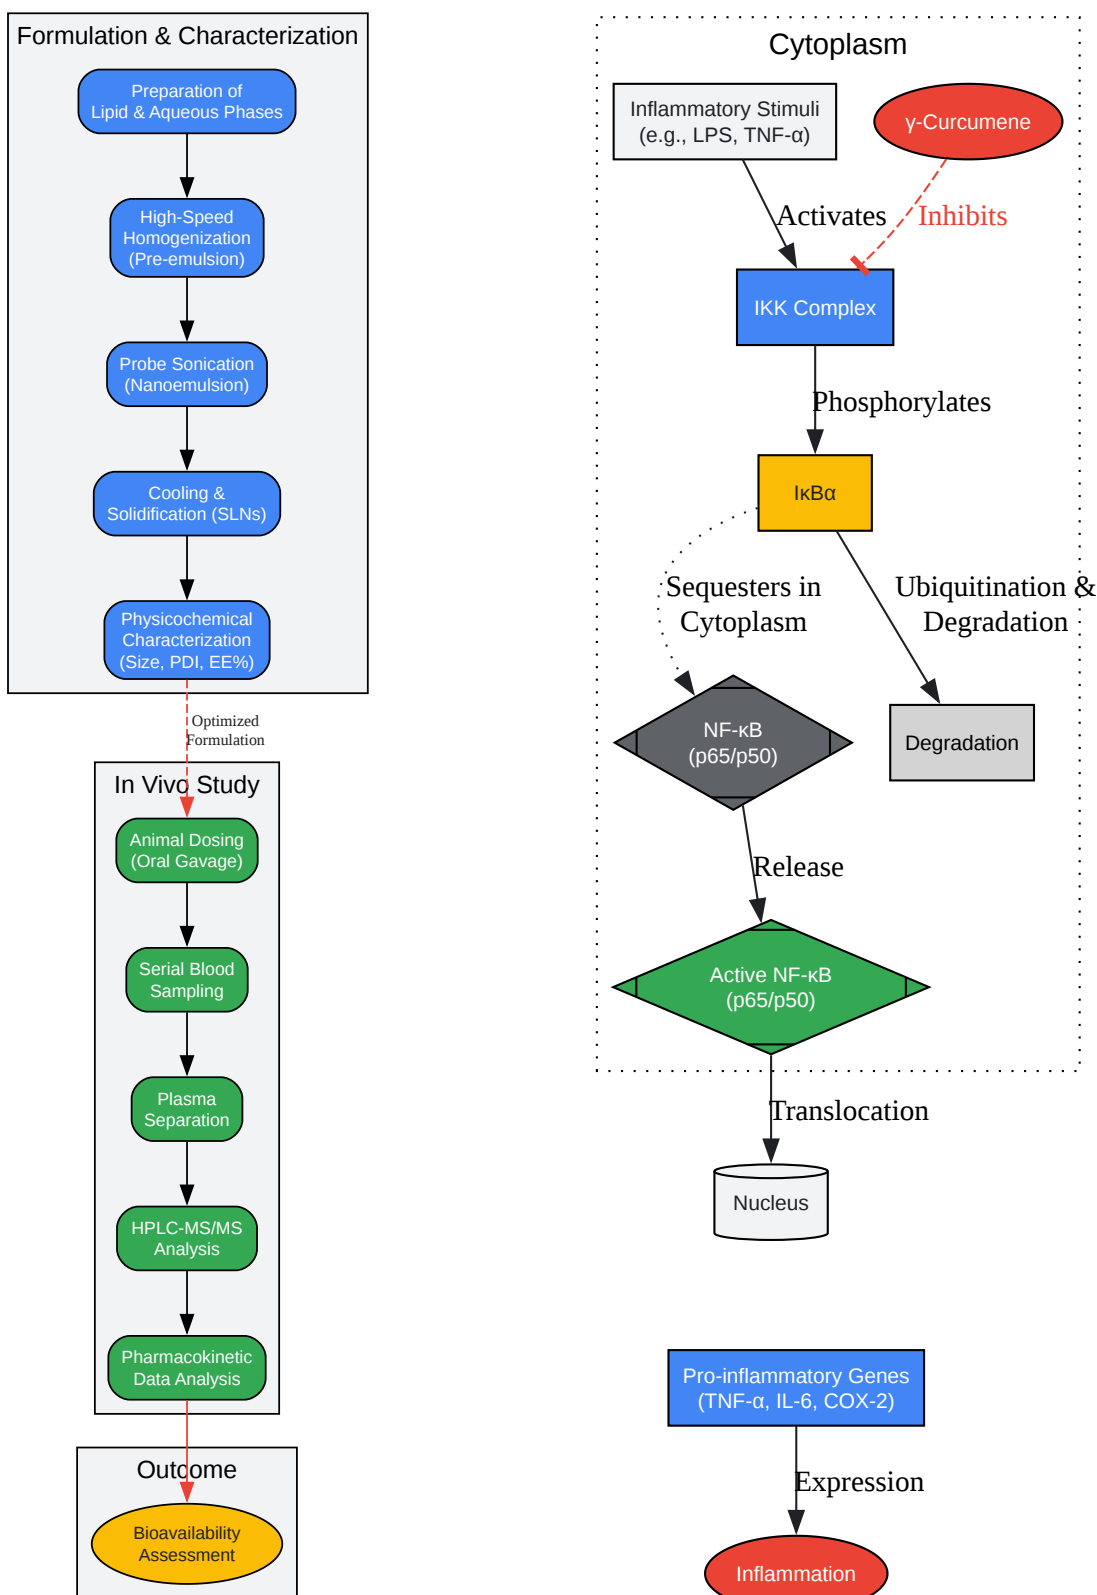 Formulation & Characterization
Preparation of
Lipid & Aqueous Phases
High-Speed
Homogenization
(Pre-emulsion)
Probe Sonication
(Nanoemulsion)
Cooling &
Solidification (SLNs)
Physicochemical
Characterization
(Size, PDI, EE%)
Optimized
Formulation
In Vivo Study
Animal Dosing
(Oral Gavage)
Serial Blood
Sampling
Plasma
Separation
HPLC-MS/MS
Analysis
Pharmacokinetic
Data Analysis
Outcome
Bioavailability
Assessment
Cytoplasm
Inflammatory Stimuli
(e.g., LPS, TNF-α)
γ-Curcumene
Activates
Inhibits
IKK Complex
Phosphorylates
IκBα
Sequesters in
Cytoplasm
Ubiquitination &
Degradation
NF-κB
(p65/p50)
Degradation
Release
Active NF-κB
(p65/p50)
Translocation
Nucleus
Pro-inflammatory Genes
(TNF-α, IL-6, COX-2)
Expression
Inflammation